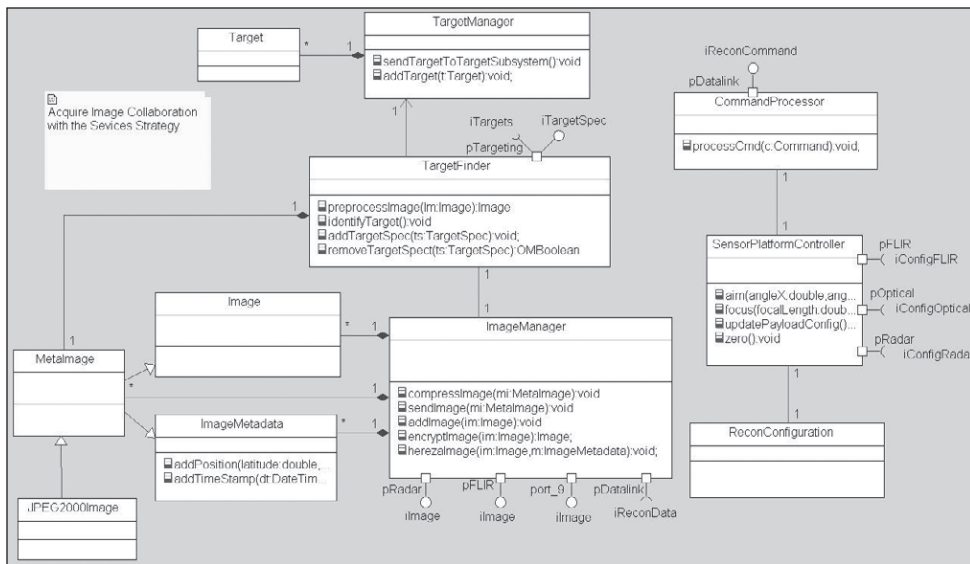 Target
*
1
TargetManager
sendTargetToTargetSubsystem():void
addTarget(t:Target):void;
1
Acquire Image Collaboration
with the Sevices Strategy
iTargets
iTargetSpec
pTargeting
TargetFinder
preprocessImage(im:Image):Image
identifyTarget():void
addTargetSpec(ts:TargetSpec):void;
removeTargetSpect(ts:TargetSpec):OMBoolean
1
1
1
Image
*
1
ImageManager
compressImage(mi:MetaImage):void
sendImage(mi:MetaImage):void
addImage(im:Image):void
encryptImage(im:Image):Image;
herezaImage(im:Image,m:ImageMetadata):void;
1
MetaImage
*
1
ImageMetadata
*
1
addPosition(latitude:double,...
addTimeStamp(dt:DateTim...
JPEG2000Image
pRadar
iImage
pFLIR
iImage
port_9
iImage
pDatalink
iReconData
iReconCommand
pDatalink
CommandProcessor
processCmd(c:Command):void;
1
1
SensorPlatformController
aim(angleX:double,ang...
focus(focalLength:doub...
updatePayloadConfig()...
zero():void
pFLIR
iConfigFLIR
pOptical
iConfigOptical
pRadar
iConfigRadar
1
1
ReconConfiguration